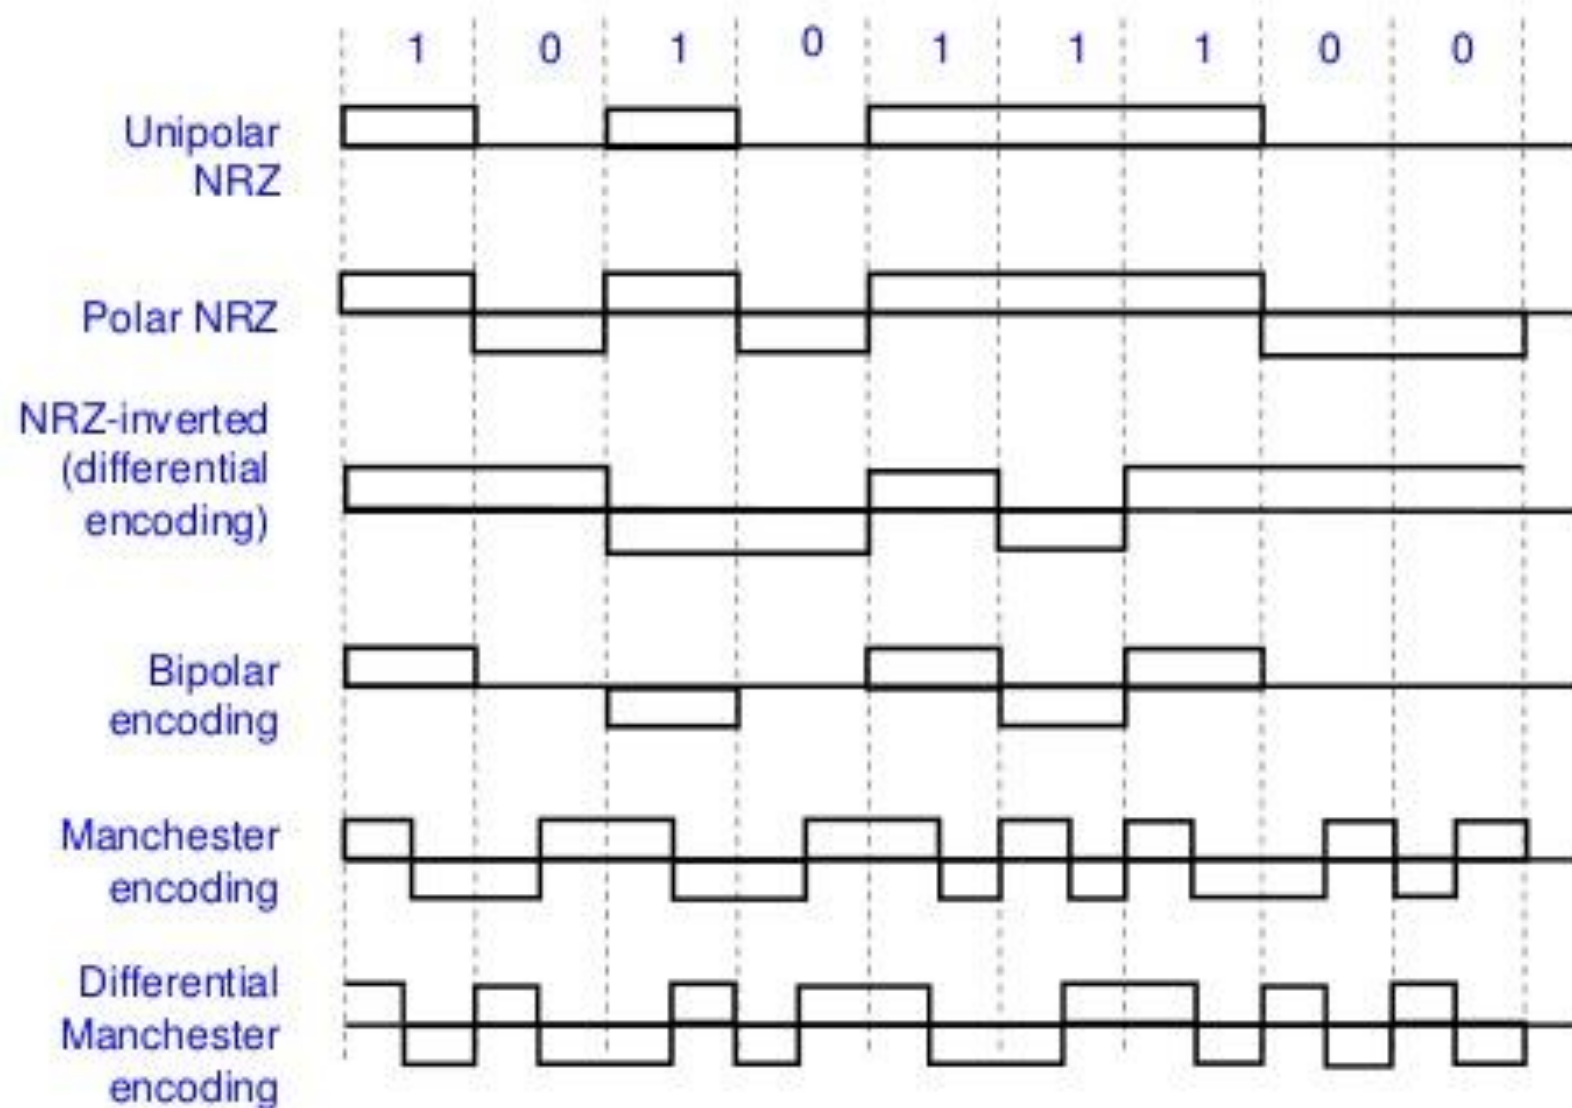 1 0 1 0 1 1 1 0 0
Unipolar
NRZ
Polar NRZ
NRZ-inverted
(differential
encoding)
Bipolar
encoding
Manchester
encoding
Differential
Manchester
encoding